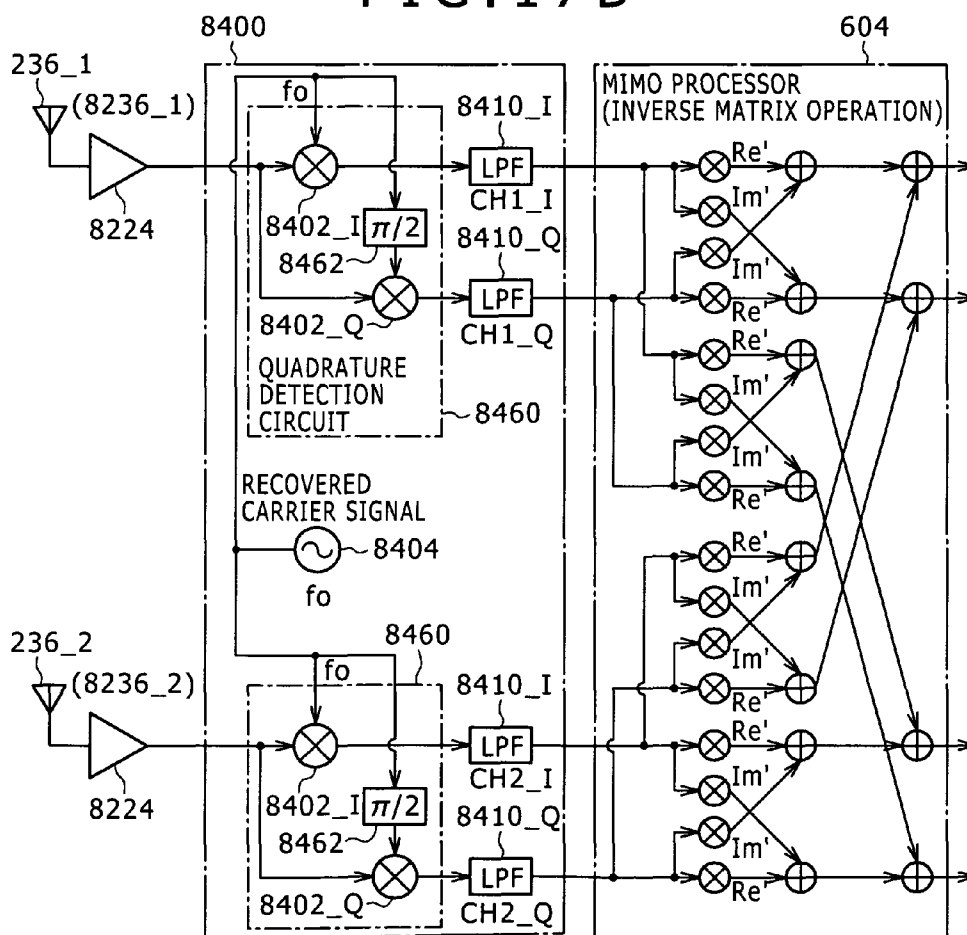 FIG. 17B
8400
604
236_1
(8236_1)
8224
fo
8410_I
LPF
CH1_I
8402_I
π/2
8462
8410_Q
LPF
CH1_Q
8402_Q
QUADRATURE
DETECTION
CIRCUIT
8460
MIMO PROCESSOR
(INVERSE MATRIX OPERATION)
Re'
Im'
Im'
Re'
Re'
Im'
Im'
Re'
RECOVERED
CARRIER SIGNAL
8404
fo
Re'
Im'
Im'
Re'
Re'
Im'
Im'
Re'
236_2
(8236_2)
8224
8460
fo
8410_I
LPF
CH2_I
8402_I
π/2
8462
8410_Q
LPF
CH2_Q
8402_Q